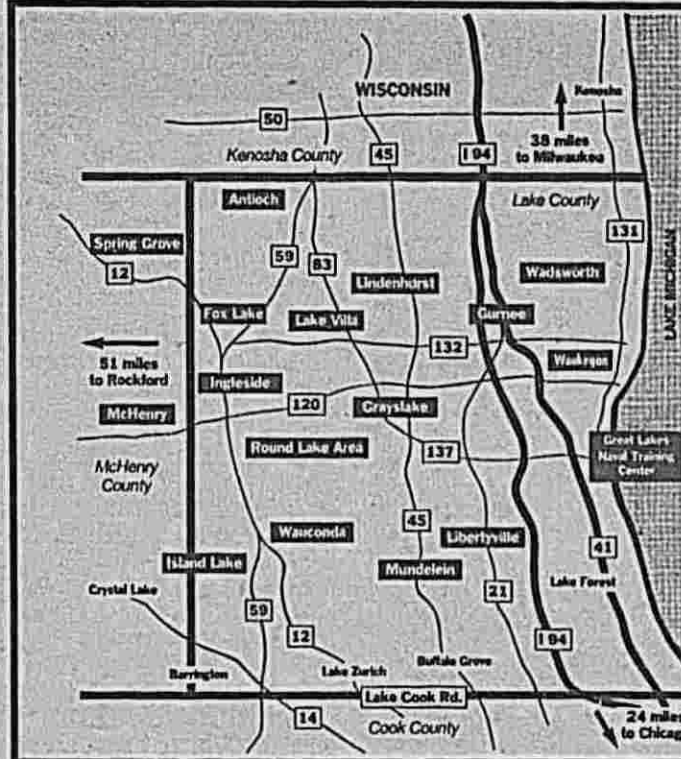 WISCONSIN
Kenosha
50
Kenosha County
45
I 94
38 miles
to Milwaukee
Antioch
Lake County
131
Spring Grove
12
59
83
Lindenhurst
Wadsworth
LAKE MICHIGAN
Fox Lake
Lake Villa
Gurnee
51 miles
to Rockford
132
Waukegan
Ingleside
McHenry
120
Grayslake
Great Lakes
Naval Training
Center
McHenry
County
Round Lake Area
137
Wauconda
45
Libertyville
41
Island Lake
Mundelein
Lake Forest
Crystal Lake
59
12
21
I 94
Barrington
Lake Zurich
Buffalo Grove
Lake Cook Rd.
14
Cook County
24 miles
to Chicag